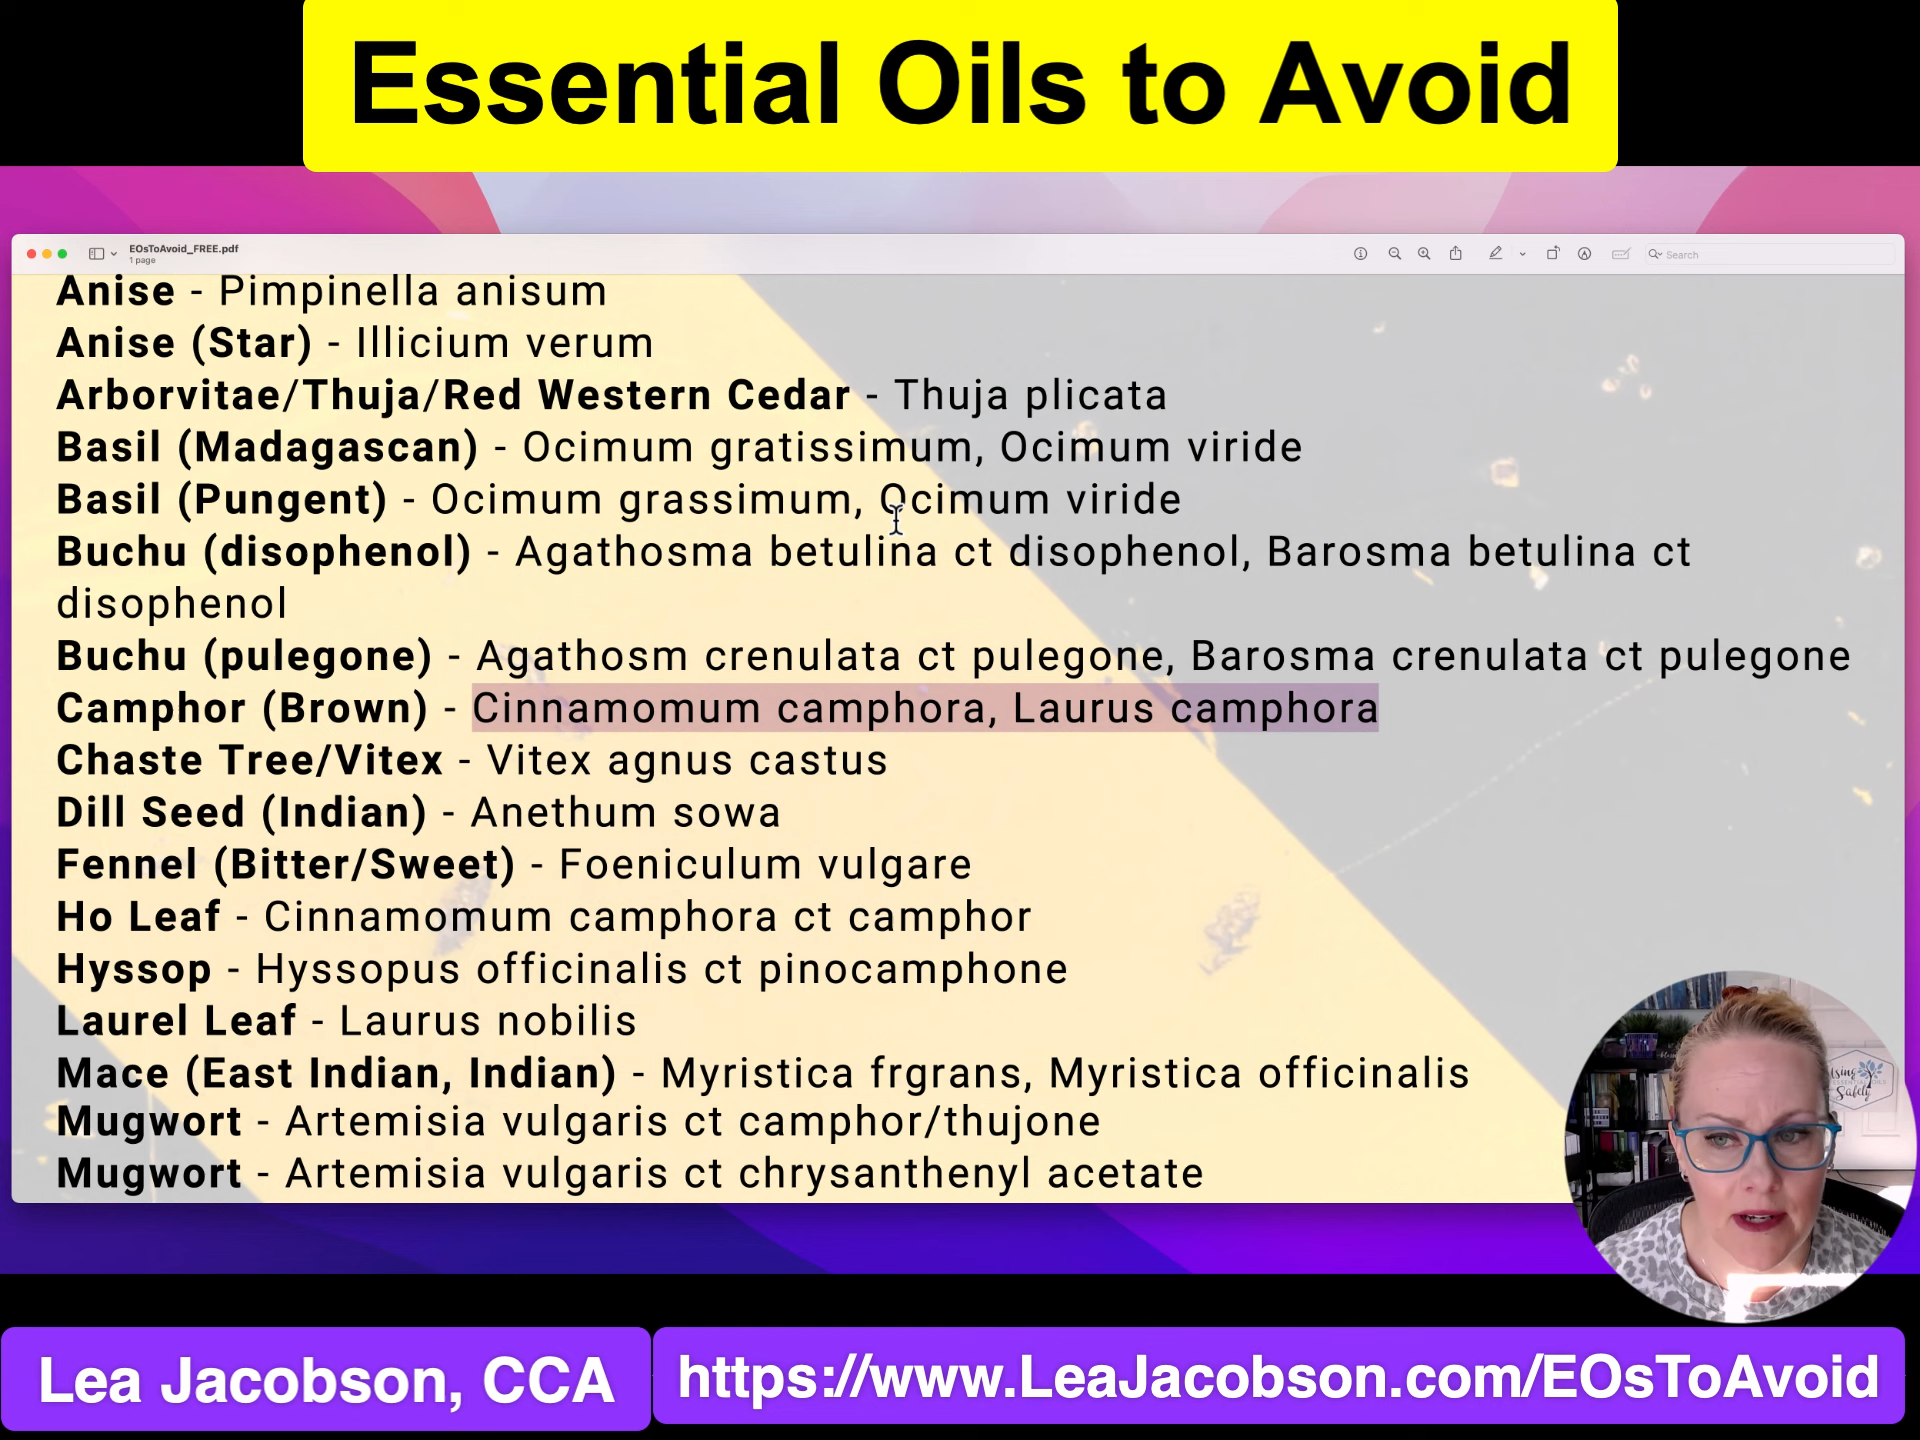 Essential Oils to Avoid
EOsToAvoid_FREE.pdf
1 page
Search
Anise - Pimpinella anisum
Anise (Star) - Illicium verum
Arborvitae/Thuja/Red Western Cedar - Thuja plicata
Basil (Madagascan) - Ocimum gratissimum, Ocimum viride
Basil (Pungent) - Ocimum grassimum, Ocimum viride
Buchu (disophenol) - Agathosma betulina ct disophenol, Barosma betulina ct
disophenol
Buchu (pulegone) - Agathosm crenulata ct pulegone, Barosma crenulata ct pulegone
Camphor (Brown) - Cinnamomum camphora, Laurus camphora
Chaste Tree/Vitex - Vitex agnus castus
Dill Seed (Indian) - Anethum sowa
Fennel (Bitter/Sweet) - Foeniculum vulgare
Ho Leaf - Cinnamomum camphora ct camphor
Hyssop - Hyssopus officinalis ct pinocamphone
Laurel Leaf - Laurus nobilis
Mace (East Indian, Indian) - Myristica frgrans, Myristica officinalis
Mugwort - Artemisia vulgaris ct camphor/thujone
Mugwort - Artemisia vulgaris ct chrysanthenyl acetate
Safely
Lea Jacobson, CCA
https://www.LeaJacobson.com/EOsToAvoid